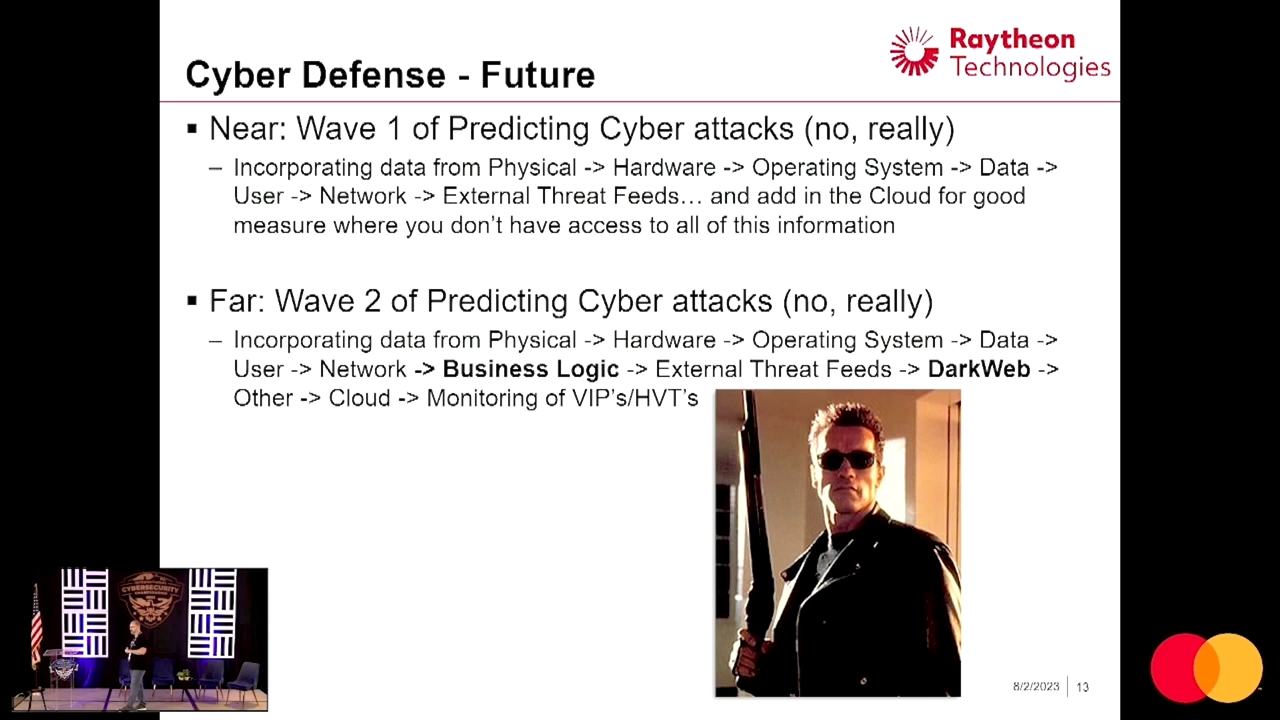 Raytheon
Technologies
Cyber Defense - Future
▪ Near: Wave 1 of Predicting Cyber attacks (no, really)
– Incorporating data from Physical -> Hardware -> Operating System -> Data ->
User -> Network -> External Threat Feeds… and add in the Cloud for good
measure where you don’t have access to all of this information
▪ Far: Wave 2 of Predicting Cyber attacks (no, really)
– Incorporating data from Physical -> Hardware -> Operating System -> Data ->
User -> Network -> Business Logic -> External Threat Feeds -> DarkWeb ->
Other -> Cloud -> Monitoring of VIP’s/HVT’s
CYBERSECURITY
8/2/2023 13